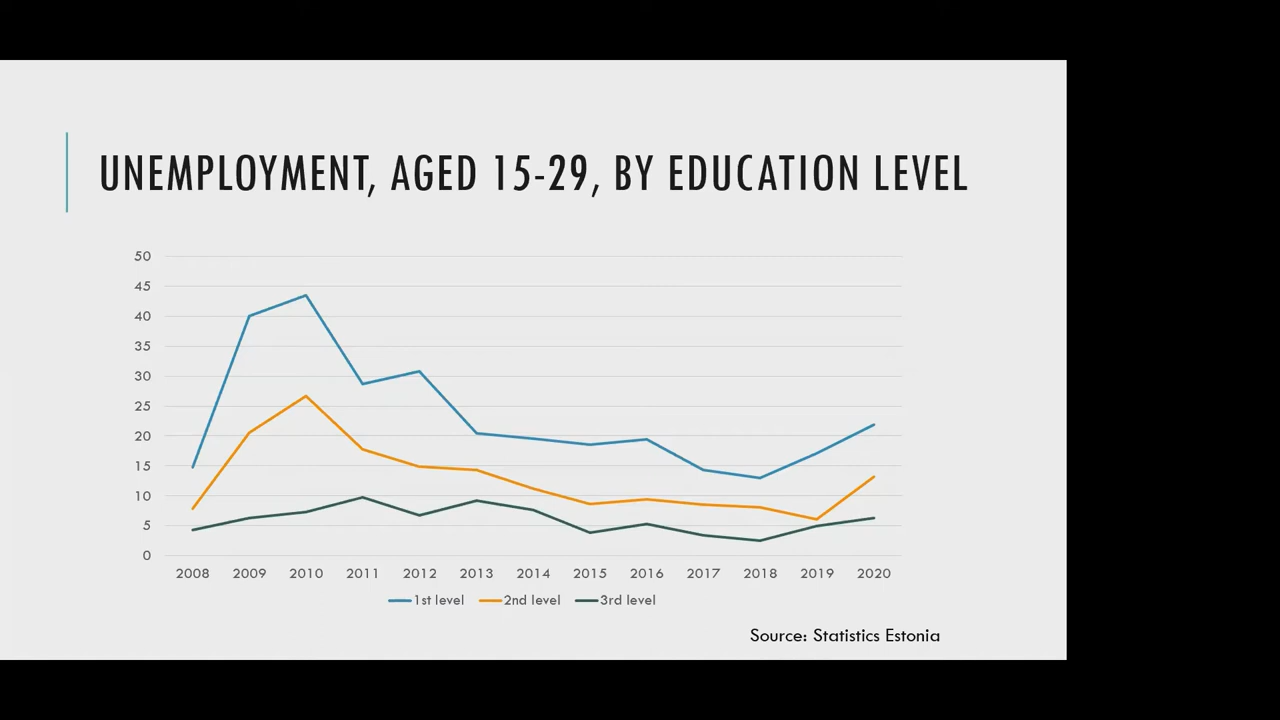 UNEMPLOYMENT, AGED 15-29, BY EDUCATION LEVEL
50
45
40
35
30
25
20
15
10
5
0
2008 2009 2010 2011 2012 2013 2014 2015 2016 2017 2018 2019 2020
1st level 2nd level 3rd level
Source: Statistics Estonia